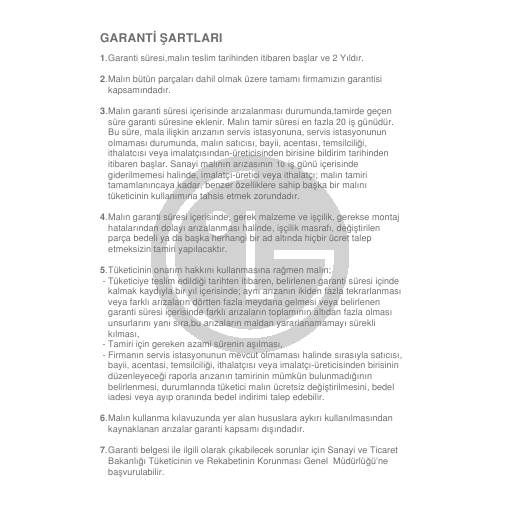 GARANTİ ŞARTLARI
1.Garanti süresi,malın teslim tarihinden itibaren başlar ve 2 Yıldır.
2.Malın bütün parçaları dahil olmak üzere tamamı firmamızın garantisi
kapsamındadır.
3.Malın garanti süresi içerisinde arızalanması durumunda,tamirde geçen
süre garanti süresine eklenir. Malın tamir süresi en fazla 20 iş günüdür.
Bu süre, mala ilişkin arızanın servis istasyonuna, servis istasyonunun
olmaması durumunda, malın satıcısı, bayii, acentası, temsilciliği,
ithalatcısı veya imalatçısından-üreticisinden birisine bildirim tarihinden
itibaren başlar. Sanayi malının arızasının 10 iş günü içerisinde
giderilmemesi halinde, imalatçı-üretici veya ithalatçı; malın tamiri
tamamlanıncaya kadar, benzer özelliklere sahip başka bir malını
tüketicinin kullanımına tahsis etmek zorundadır.
4.Malın garanti süresi içerisinde, gerek malzeme ve işçilik, gerekse montaj
hatalarından dolayı arızalanması halinde, işçilik masrafı, değiştirilen
parça bedeli ya da başka herhangi bir ad altında hiçbir ücret talep
etmeksizin tamiri yapılacaktır.
5.Tüketicinin onarım hakkını kullanmasına rağmen malın;
- Tüketiciye teslim edildiği tarihten itibaren, belirlenen garanti süresi içinde
kalmak kaydıyla bir yıl içerisinde; aynı arızanın ikiden fazla tekrarlanması
veya farklı arızaların dörtten fazla meydana gelmesi veya belirlenen
garanti süresi içerisinde farklı arızaların toplamının altıdan fazla olması
unsurlarını yanı sıra,bu arızaların maldan yararlanamamayı sürekli
kılması,
- Tamiri için gereken azami sürenin aşılması,
- Firmanın servis istasyonunun mevcut olmaması halinde sırasıyla satıcısı,
bayii, acentasi, temsilciliği, ithalatçısı veya imalatçı-üreticisinden birisinin
düzenleyeceği raporla arızanın tamirinin mümkün bulunmadığının
belirlenmesi, durumlarında tüketici malın ücretsiz değiştirilmesini, bedel
iadesi veya ayıp oranında bedel indirimi talep edebilir.
6.Malın kullanma kılavuzunda yer alan hususlara aykırı kullanılmasından
kaynaklanan arızalar garanti kapsamı dışındadır.
7.Garanti belgesi ile ilgili olarak çıkabilecek sorunlar için Sanayi ve Ticaret
Bakanlığı Tüketicinin ve Rekabetinin Korunması Genel Müdürlüğü'ne
başvurulabilir.